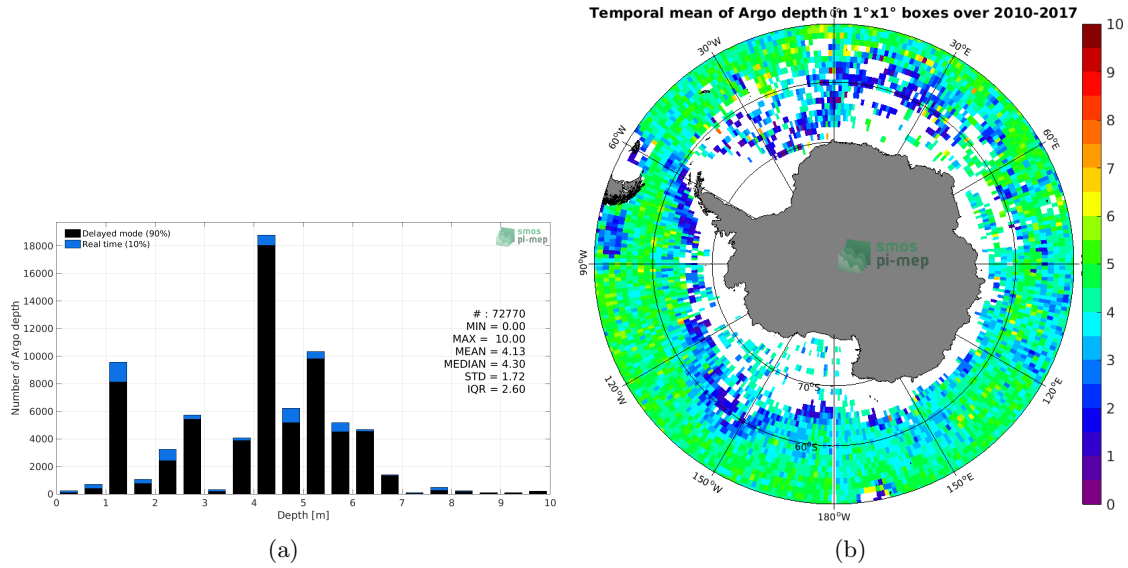 Delayed mode (90%)
Real time (10%)
smos
pi-mep
Number of Argo depth
18000
16000
14000
12000
10000
8000
6000
4000
2000
0
# : 72770
MIN = 0.00
MAX = 10.00
MEAN = 4.13
MEDIAN = 4.30
STD = 1.72
IQR = 2.60
0 1 2 3 4 5 6 7 8 9 10
Depth [m]
(a)
Temporal mean of Argo depth in 1°x1° boxes over 2010-2017
30°W
30°E
60°W
60°E
90°W
smos
pi-mep
120°W
120°E
70°S
60°S
150°W
150°E
180°W
10
9
8
7
6
5
4
3
2
1
0
(b)